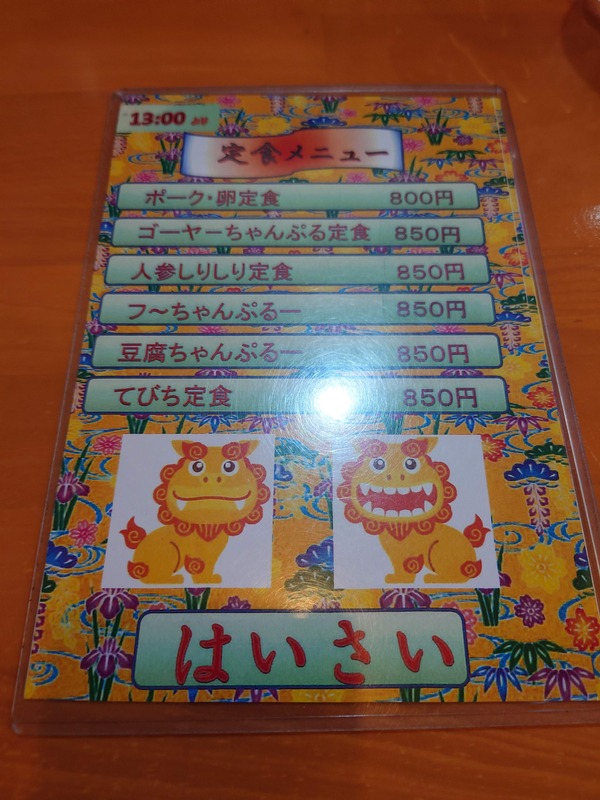 13:00 より
定食メニュー
ポーク・卵定食 800円
ゴーヤーちゃんぷる定食 850円
人参しりしり定食 850円
フ～ちゃんぷるー 850円
豆腐ちゃんぷるー 850円
てびち定食 850円
はいさい